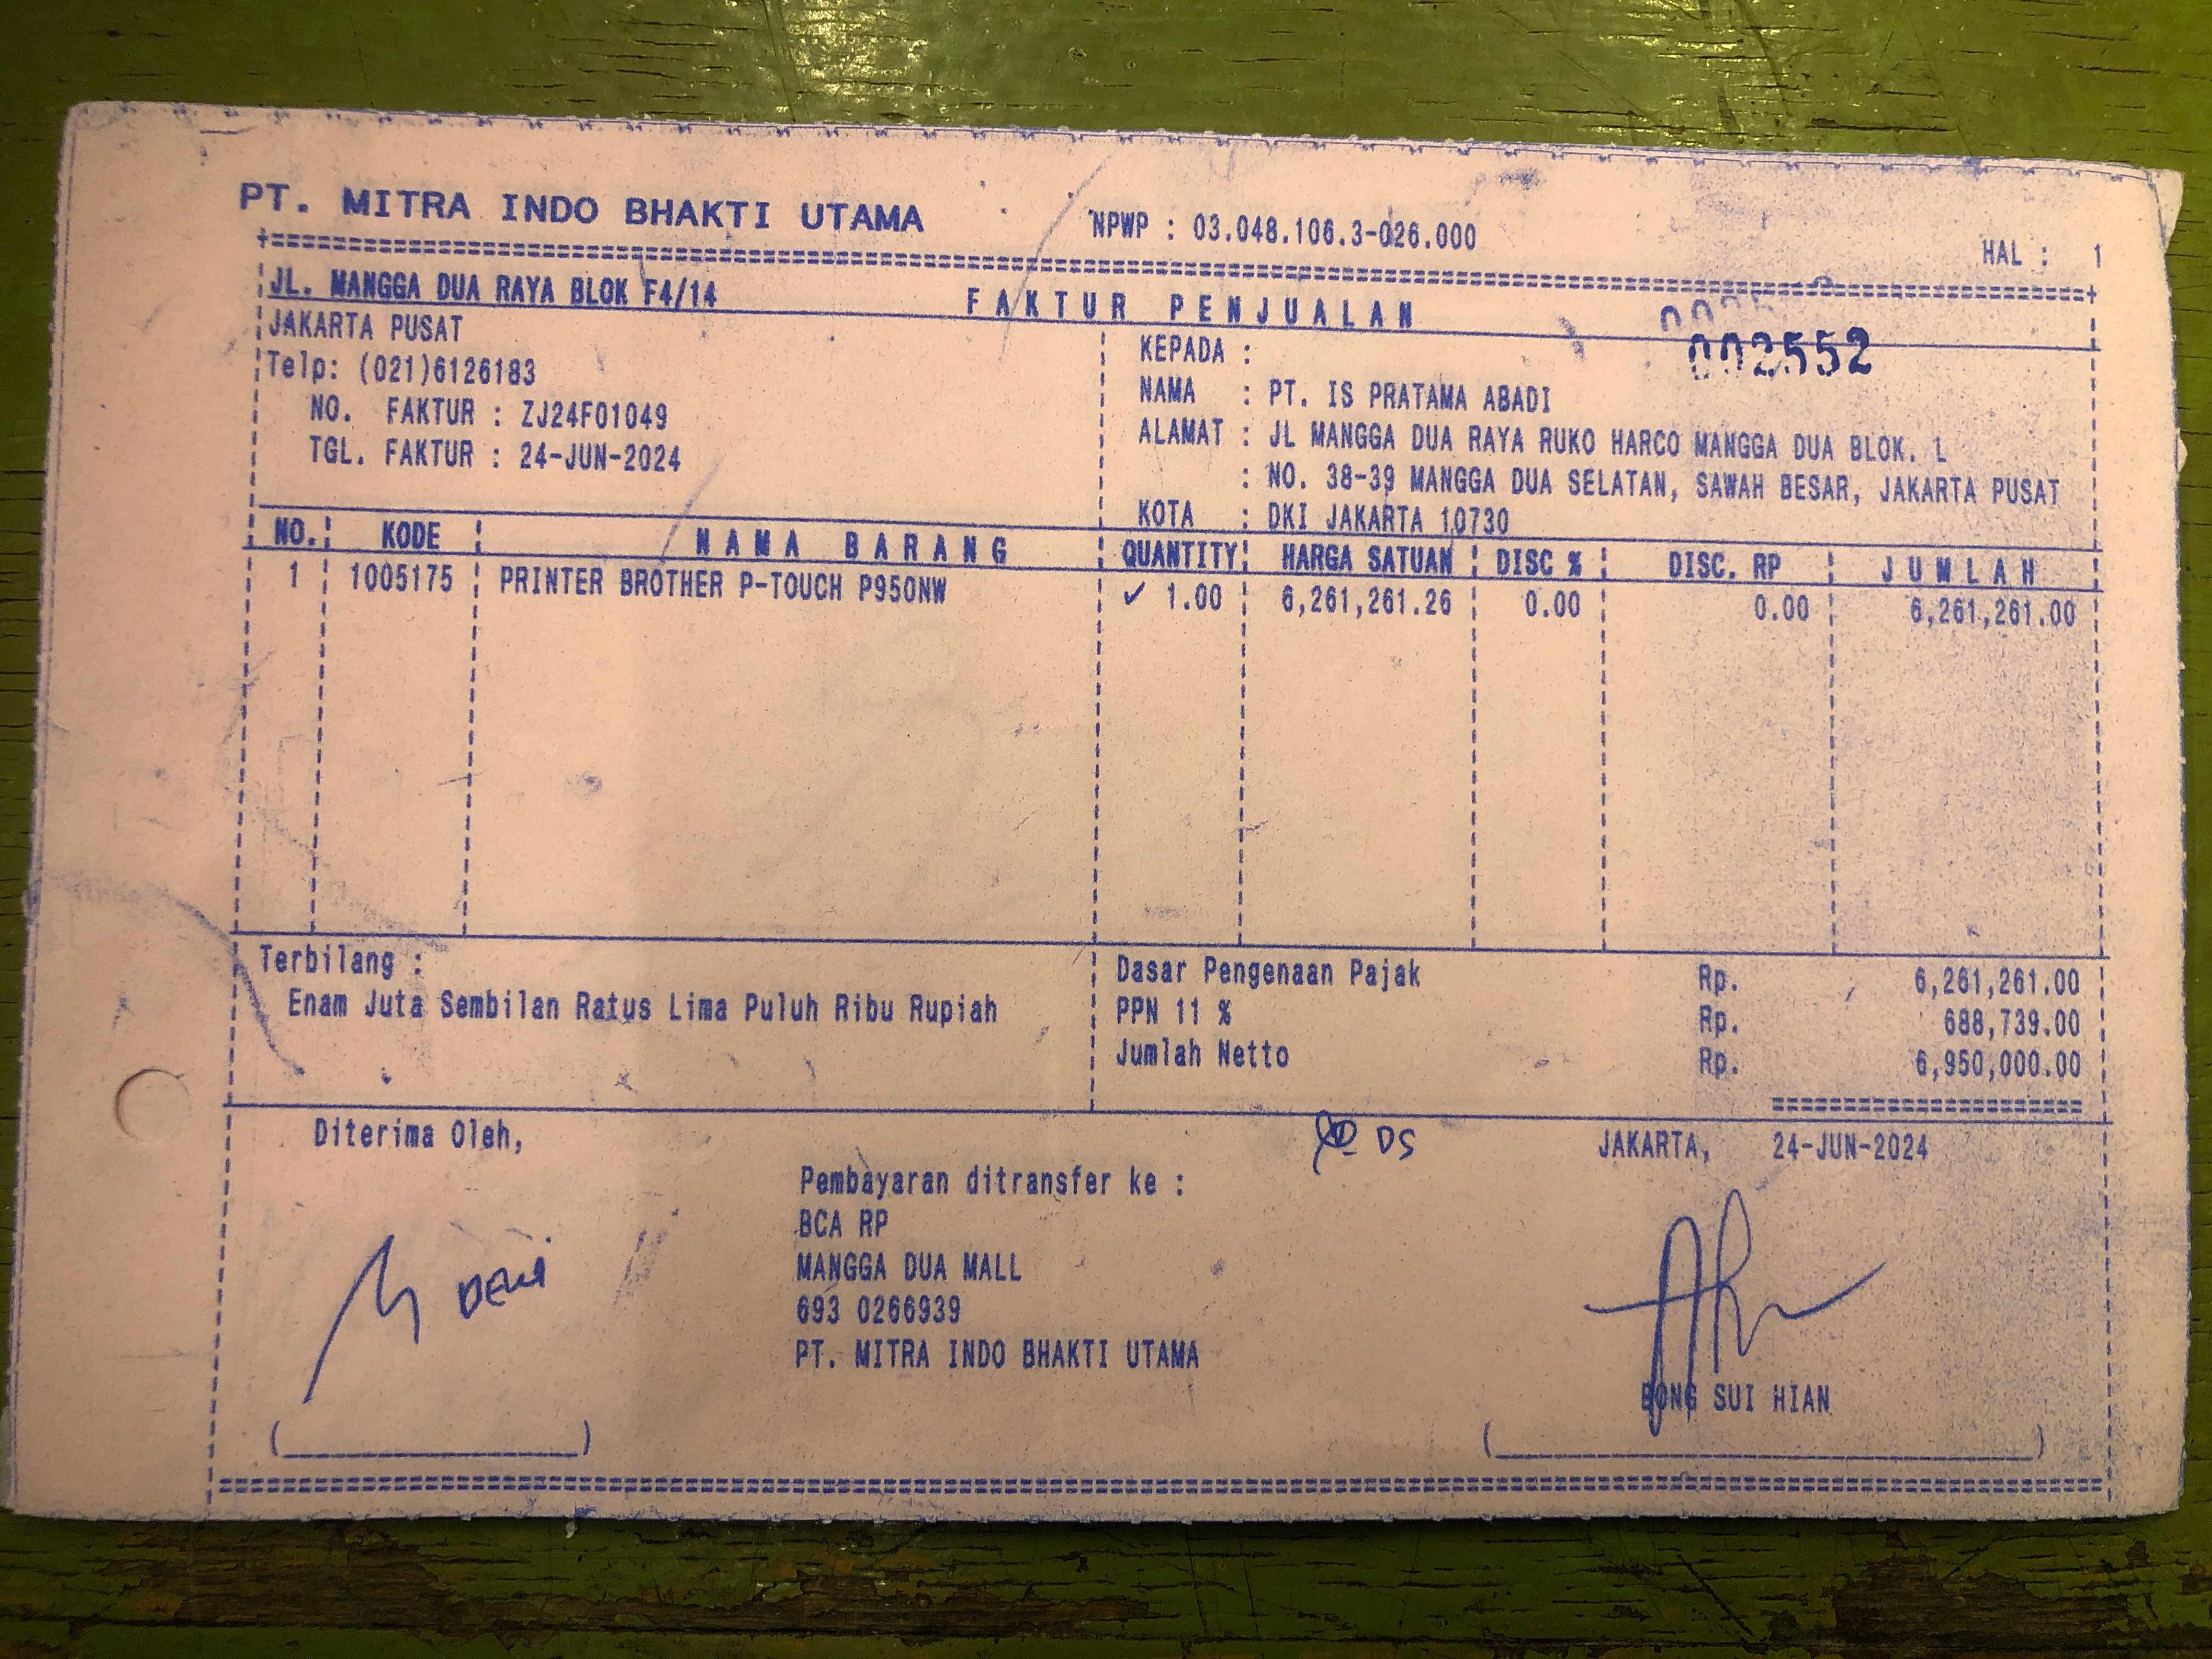 PT. MITRA INDO BHAKTI UTAMA NPWP : 03.048.106.3-026.000 HAL : 1
JL. MANGGA DUA RAYA BLOK F4/14 FAKTUR PENJUALAN
JAKARTA PUSAT
Telp: (021)6126183
NO. FAKTUR : ZJ24F01049
TGL. FAKTUR : 24-JUN-2024
002552
KEPADA :
NAMA : PT. IS PRATAMA ABADI
ALAMAT : JL MANGGA DUA RAYA RUKO HARCO MANGGA DUA BLOK. L
: NO. 38-39 MANGGA DUA SELATAN, SAWAH BESAR, JAKARTA PUSAT
KOTA : DKI JAKARTA 10730
NO. KODE NAMA BARANG QUANTITY HARGA SATUAN DISC % DISC. RP JUMLAH
1 1005175 PRINTER BROTHER P-TOUCH P950NW ✓ 1.00 6,261,261.26 0.00 0.00 6,261,261.00
Terbilang :
Enam Juta Sembilan Ratus Lima Puluh Ribu Rupiah
Dasar Pengenaan Pajak Rp. 6,261,261.00
PPN 11 % Rp. 688,739.00
Jumlah Netto Rp. 6,950,000.00
Diterima Oleh,
DS
JAKARTA, 24-JUN-2024
Pembayaran ditransfer ke :
BCA RP
MANGGA DUA MALL
693 0266939
PT. MITRA INDO BHAKTI UTAMA
BONG SUI HIAN